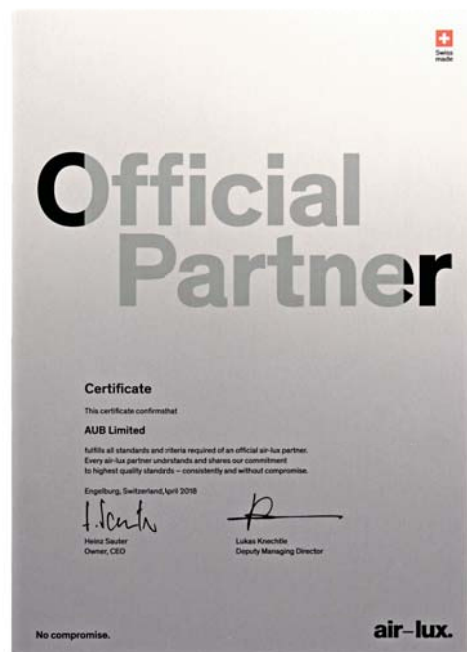 Swiss
made
Official
Partner
Certificate
This certificate confirmsthat
AUB Limited
fulfills all standards and criteria required of an official air-lux partner.
Every air-lux partner understands and shares our commitment
to highest quality standards – consistently and without compromise.
Engelburg, Switzerland, April 2018
Heinz Sauter
Owner, CEO
Lukas Knechtle
Deputy Managing Director
No compromise.
air–lux.